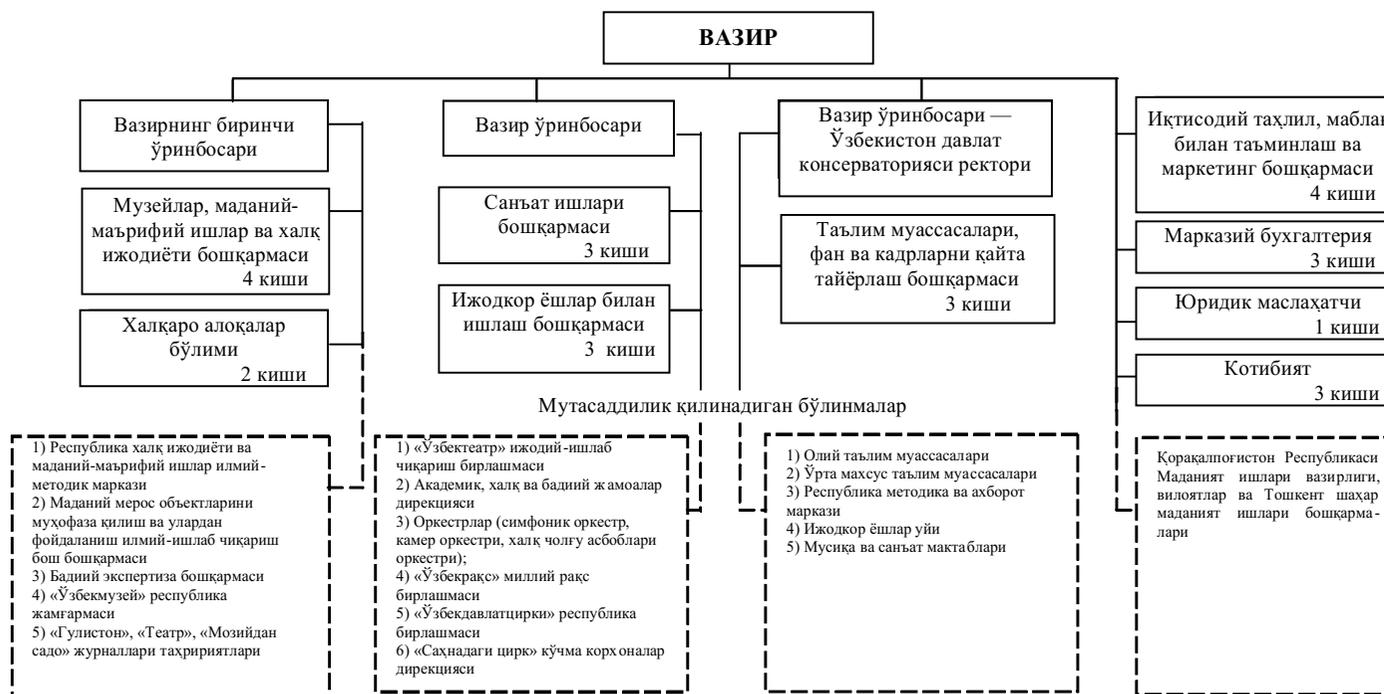 ВАЗИР
Вазирнинг биринчи
ўринбосари
Музейлар, маданий-
маърифий ишлар ва халқ
ижодиёти бошқармаси
4 киши
Халқаро алоқалар
бўлими
2 киши
Вазир ўринбосари
Санъат ишлари
бошқармаси
3 киши
Ижодкор ёшлар билан
ишлаш бошқармаси
3 киши
Вазир ўринбосари —
Ўзбекистон давлат
консерваторияси ректори
Таълим муассасалари,
фан ва кадрларни қайта
тайёрлаш бошқармаси
3 киши
Иқтисодий таҳлил,
билан таъминлаш ва
маркетинг бошқармаси
4 киши
Марказий бухгалтерия
3 киши
Юридик маслаҳатчи
1 киши
Котибият
3 киши
Мутасаддилик қилинадиган бўлинмалар
1) Республика халқ ижодиёти ва
маданий-маърифий ишлар илмий-
методик маркази
2) Маданий мерос объектларини
муҳофаза қилиш ва улардан
фойдаланиш илмий-ишлаб чиқариш
бош бошқармаси
3) Бадиий экспертиза бошқармаси
4) «Ўзбекмузей» республика
жамғармаси
5) «Гулистон», «Театр», «Мозийдан
садо» журналлари таҳририятлари
1) «Ўзбектеатр» ижодий-ишлаб
чиқариш бирлашмаси
2) Академик, халқ ва бадиий жамоалар
дирекцияси
3) Оркестрлар (симфоник оркестр,
камер оркестри, халқ чолғу асбоблари
оркестри);
4) «Ўзбекрақс» миллий рақс
бирлашмаси
5) «Ўзбекдавлатцирки» республика
бирлашмаси
6) «Саҳнадаги цирк» кўчма корхоналар
дирекцияси
1) Олий таълим муассасалари
2) Ўрта махсус таълим муассасалари
3) Республика методика ва ахборот
маркази
4) Ижодкор ёшлар уйи
5) Мусиқа ва санъат мактаблари
Қорақалпоғистон Республикаси
Маданият ишлари вазирлиги,
вилоятлар ва Тошкент шаҳар
маданият ишлари бошқарма-
лари